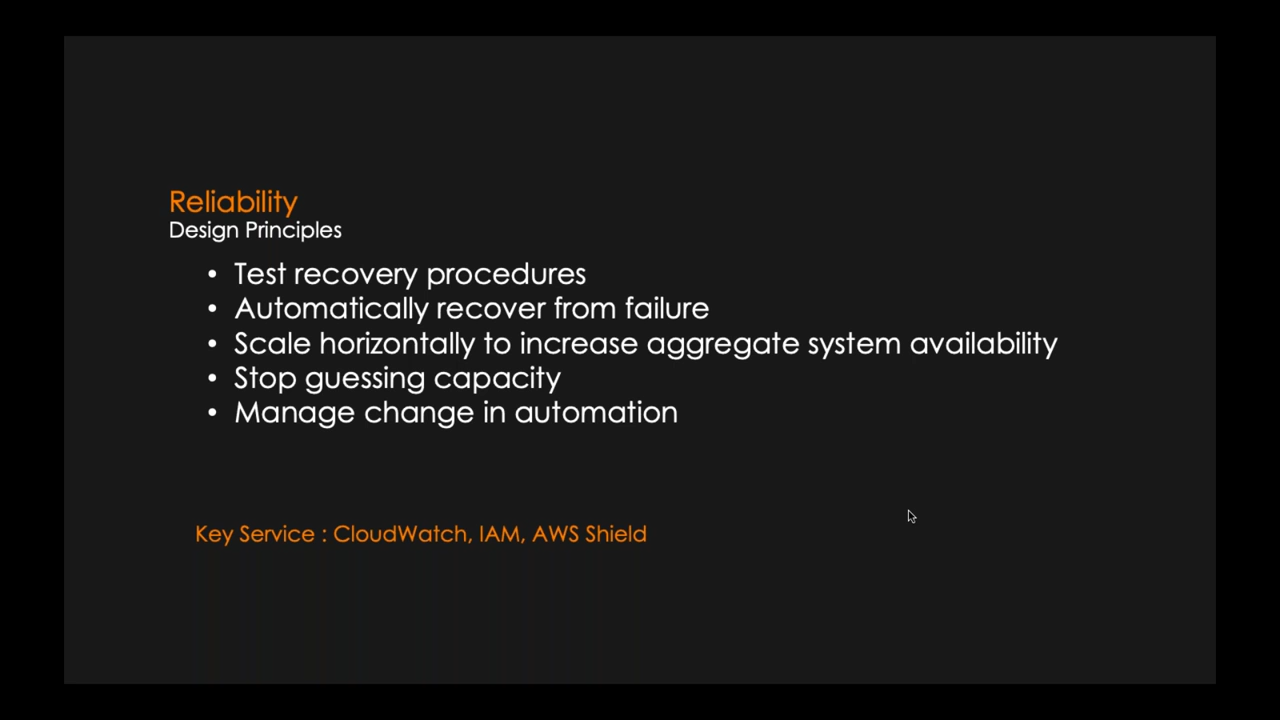 Reliability
Design Principles
• Test recovery procedures
• Automatically recover from failure
• Scale horizontally to increase aggregate system availability
• Stop guessing capacity
• Manage change in automation
Key Service : CloudWatch, IAM, AWS Shield